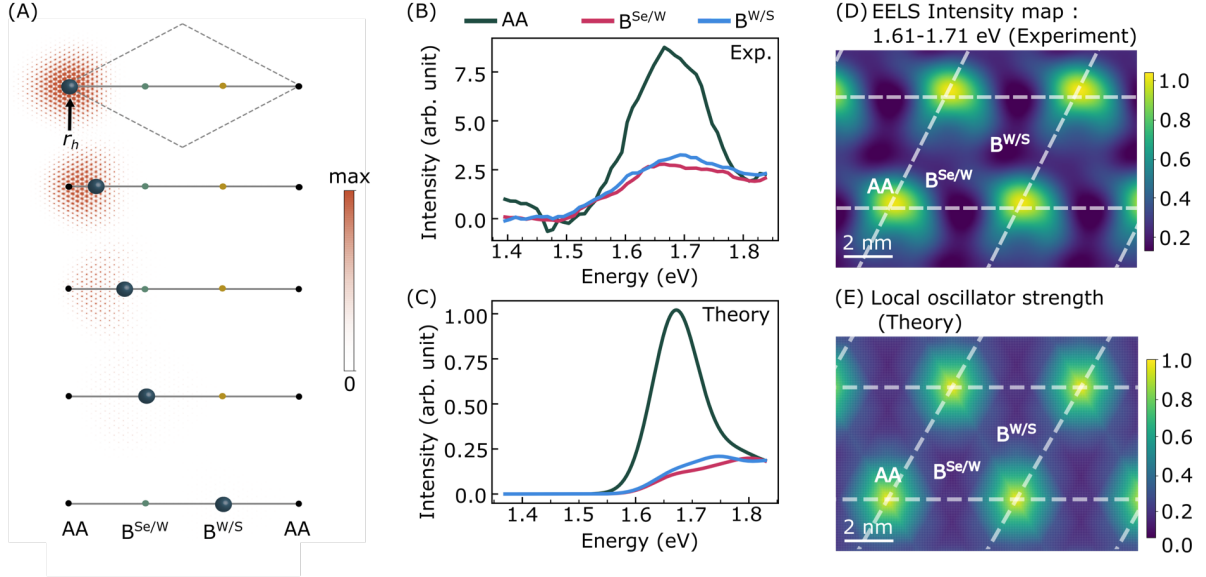 (A)
r_h
max
0
AA B^Se/W B^W/S AA
(B) AA B^Se/W B^W/S
Exp.
Intensity (arb. unit)
7.5
5.0
2.5
0.0
1.4 1.5 1.6 1.7 1.8
Energy (eV)
(C)
Theory
Intensity (arb. unit)
1.00
0.75
0.50
0.25
0.0
1.4 1.5 1.6 1.7 1.8
Energy (eV)
(D) EELS Intensity map :
1.61-1.71 eV (Experiment)
B^W/S
AA B^Se/W
2 nm
1.0
0.8
0.6
0.4
0.2
(E) Local oscillator strength
(Theory)
B^W/S
AA B^Se/W
2 nm
1.0
0.8
0.6
0.4
0.2
0.0